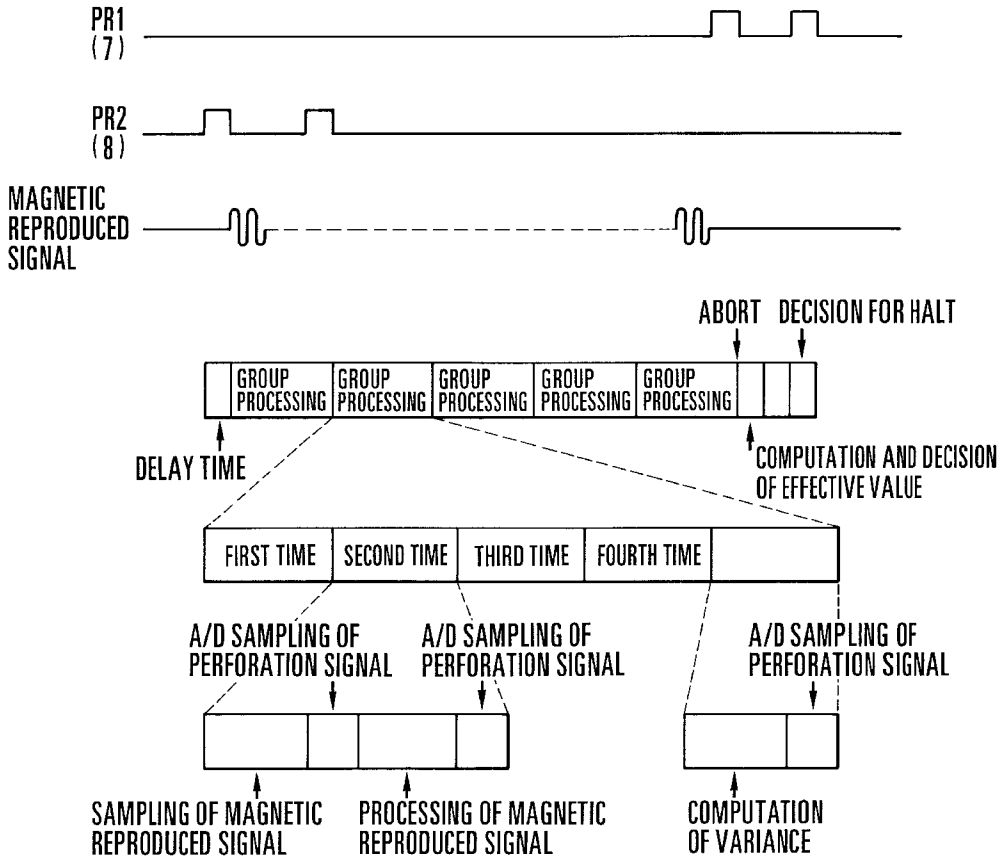 PR1
(7)
PR2
(8)
MAGNETIC
REPRODUCED
SIGNAL
ABORT DECISION FOR HALT
GROUP PROCESSING
GROUP PROCESSING
GROUP PROCESSING
GROUP PROCESSING
GROUP PROCESSING
DELAY TIME
COMPUTATION AND DECISION
OF EFFECTIVE VALUE
FIRST TIME SECOND TIME THIRD TIME FOURTH TIME
A/D SAMPLING OF
PERFORATION SIGNAL
A/D SAMPLING OF
PERFORATION SIGNAL
A/D SAMPLING OF
PERFORATION SIGNAL
SAMPLING OF MAGNETIC
REPRODUCED SIGNAL
PROCESSING OF MAGNETIC
REPRODUCED SIGNAL
COMPUTATION
OF VARIANCE